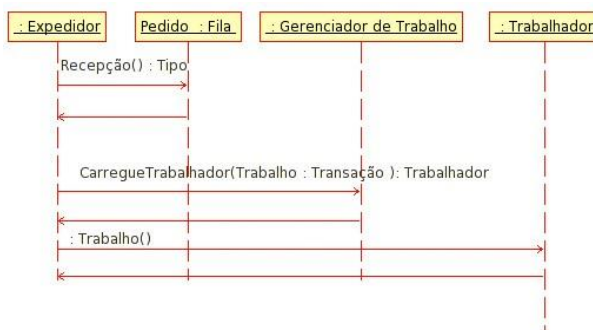 : Expedidor
Pedido : Fila
: Gerenciador de Trabalho
: Trabalhador
Recepção() : Tipo
CarregueTrabalhador(Trabalho : Transação ): Trabalhador
: Trabalho()